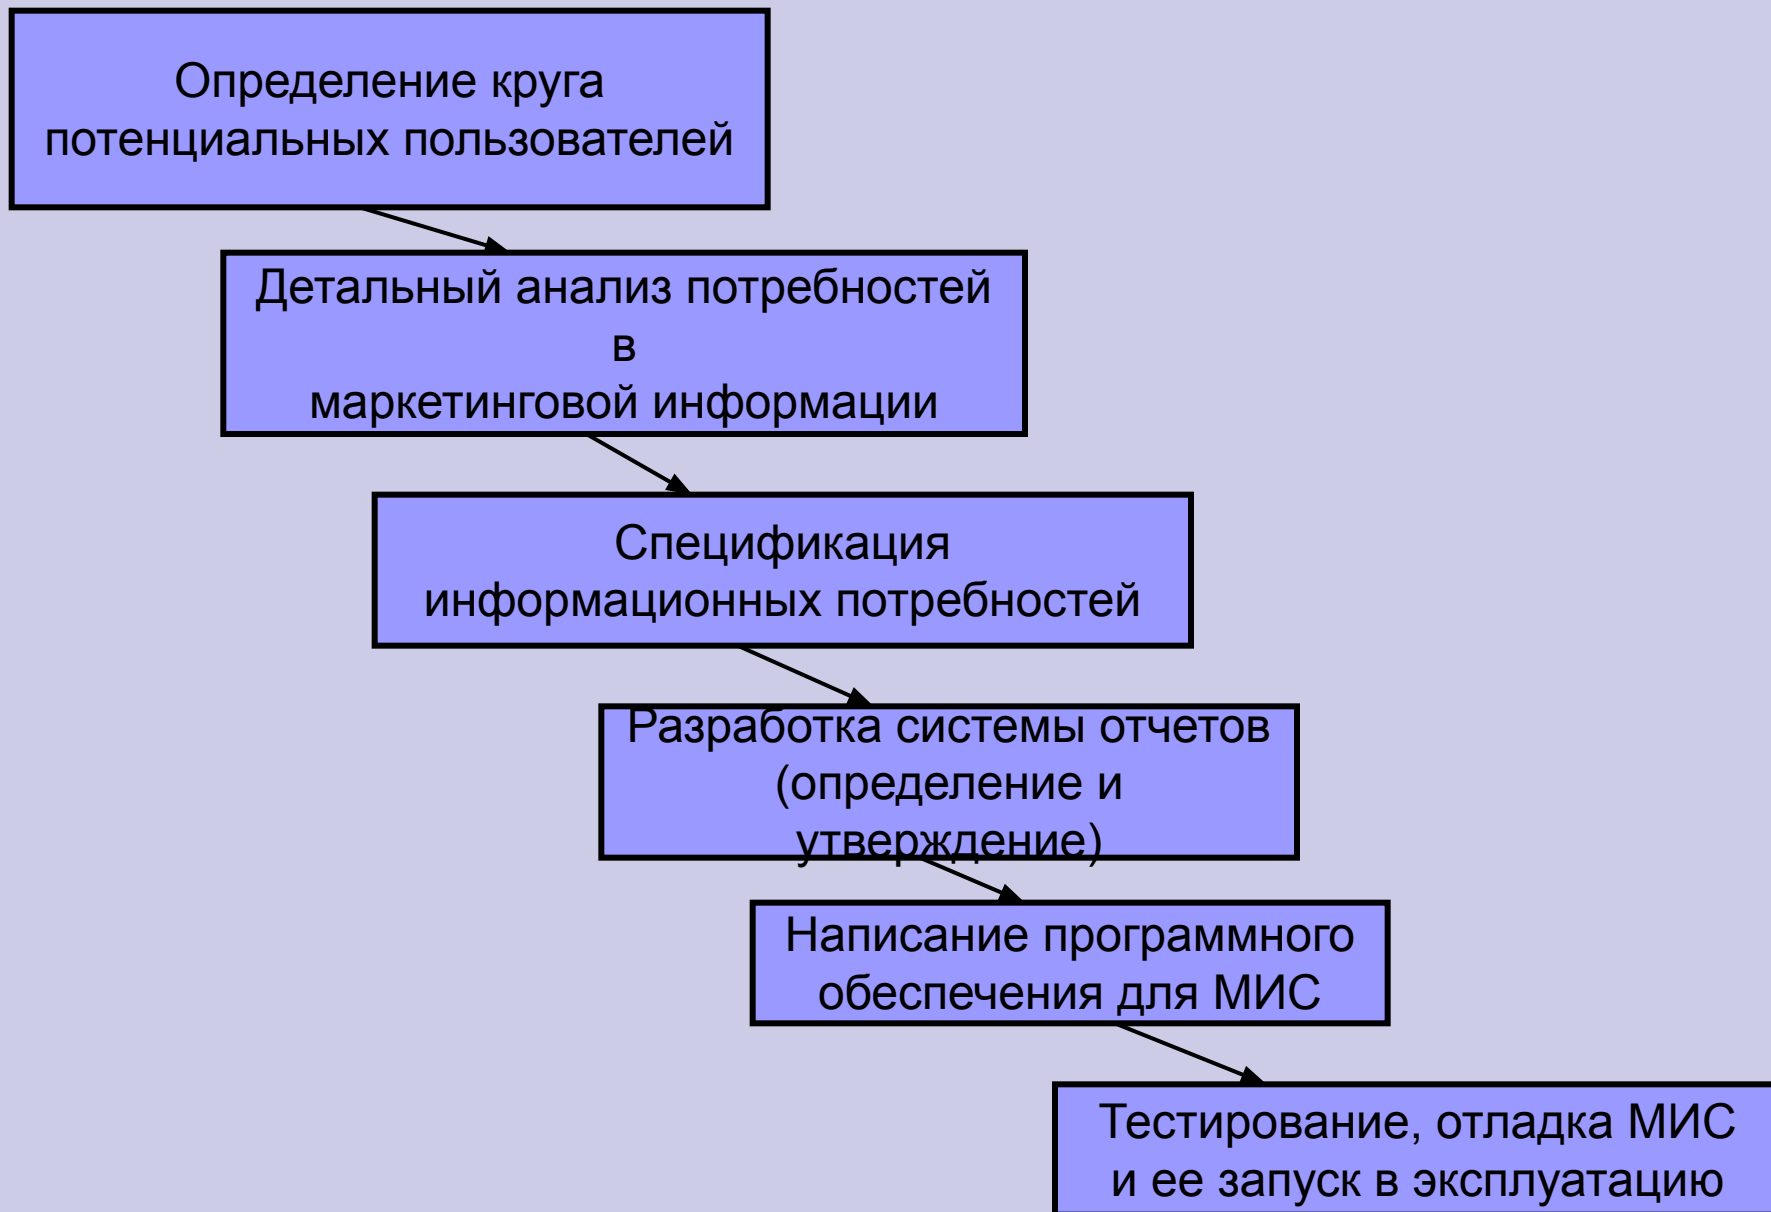 Определение круга
потенциальных пользователей
Детальный анализ потребностей
в
маркетинговой информации
Спецификация
информационных потребностей
Разработка системы отчетов
(определение и
утверждение)
Написание программного
обеспечения для МИС
Тестирование, отладка МИС
и ее запуск в эксплуатацию